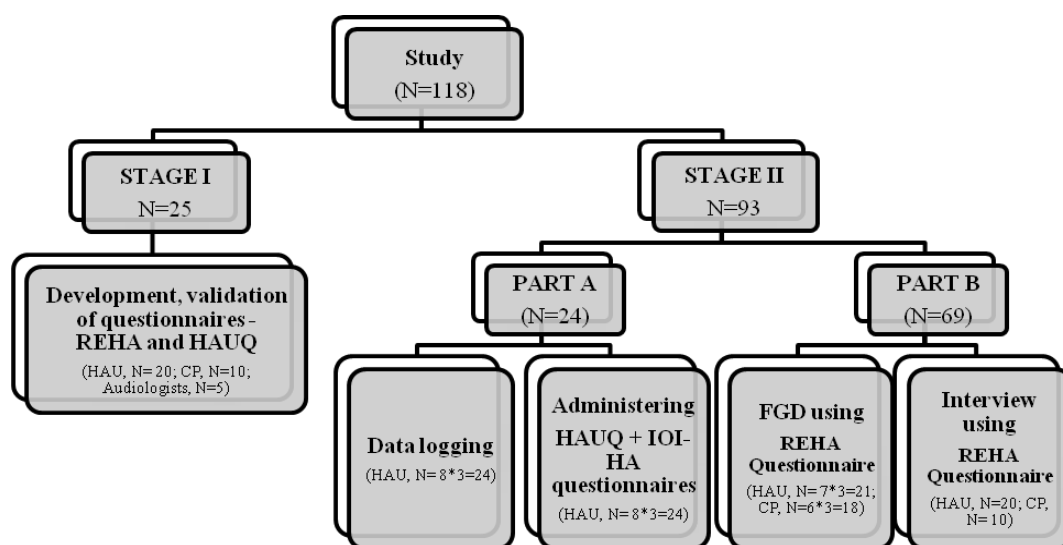 Study
(N=118)
STAGE I
N=25
STAGE II
N=93
Development, validation
of questionnaires -
REHA and HAUQ
(HAU, N= 20; CP, N=10;
Audiologists, N=5)
PART A
(N=24)
PART B
(N=69)
Data logging
(HAU, N= 8*3=24)
Administering
HAUQ + IOI-
HA
questionnaires
(HAU, N= 8*3=24)
FGD using
REHA
Questionnaire
(HAU, N= 7*3=21;
CP, N=6*3=18)
Interview
using
REHA
Questionnaire
(HAU, N=20; CP,
N= 10)